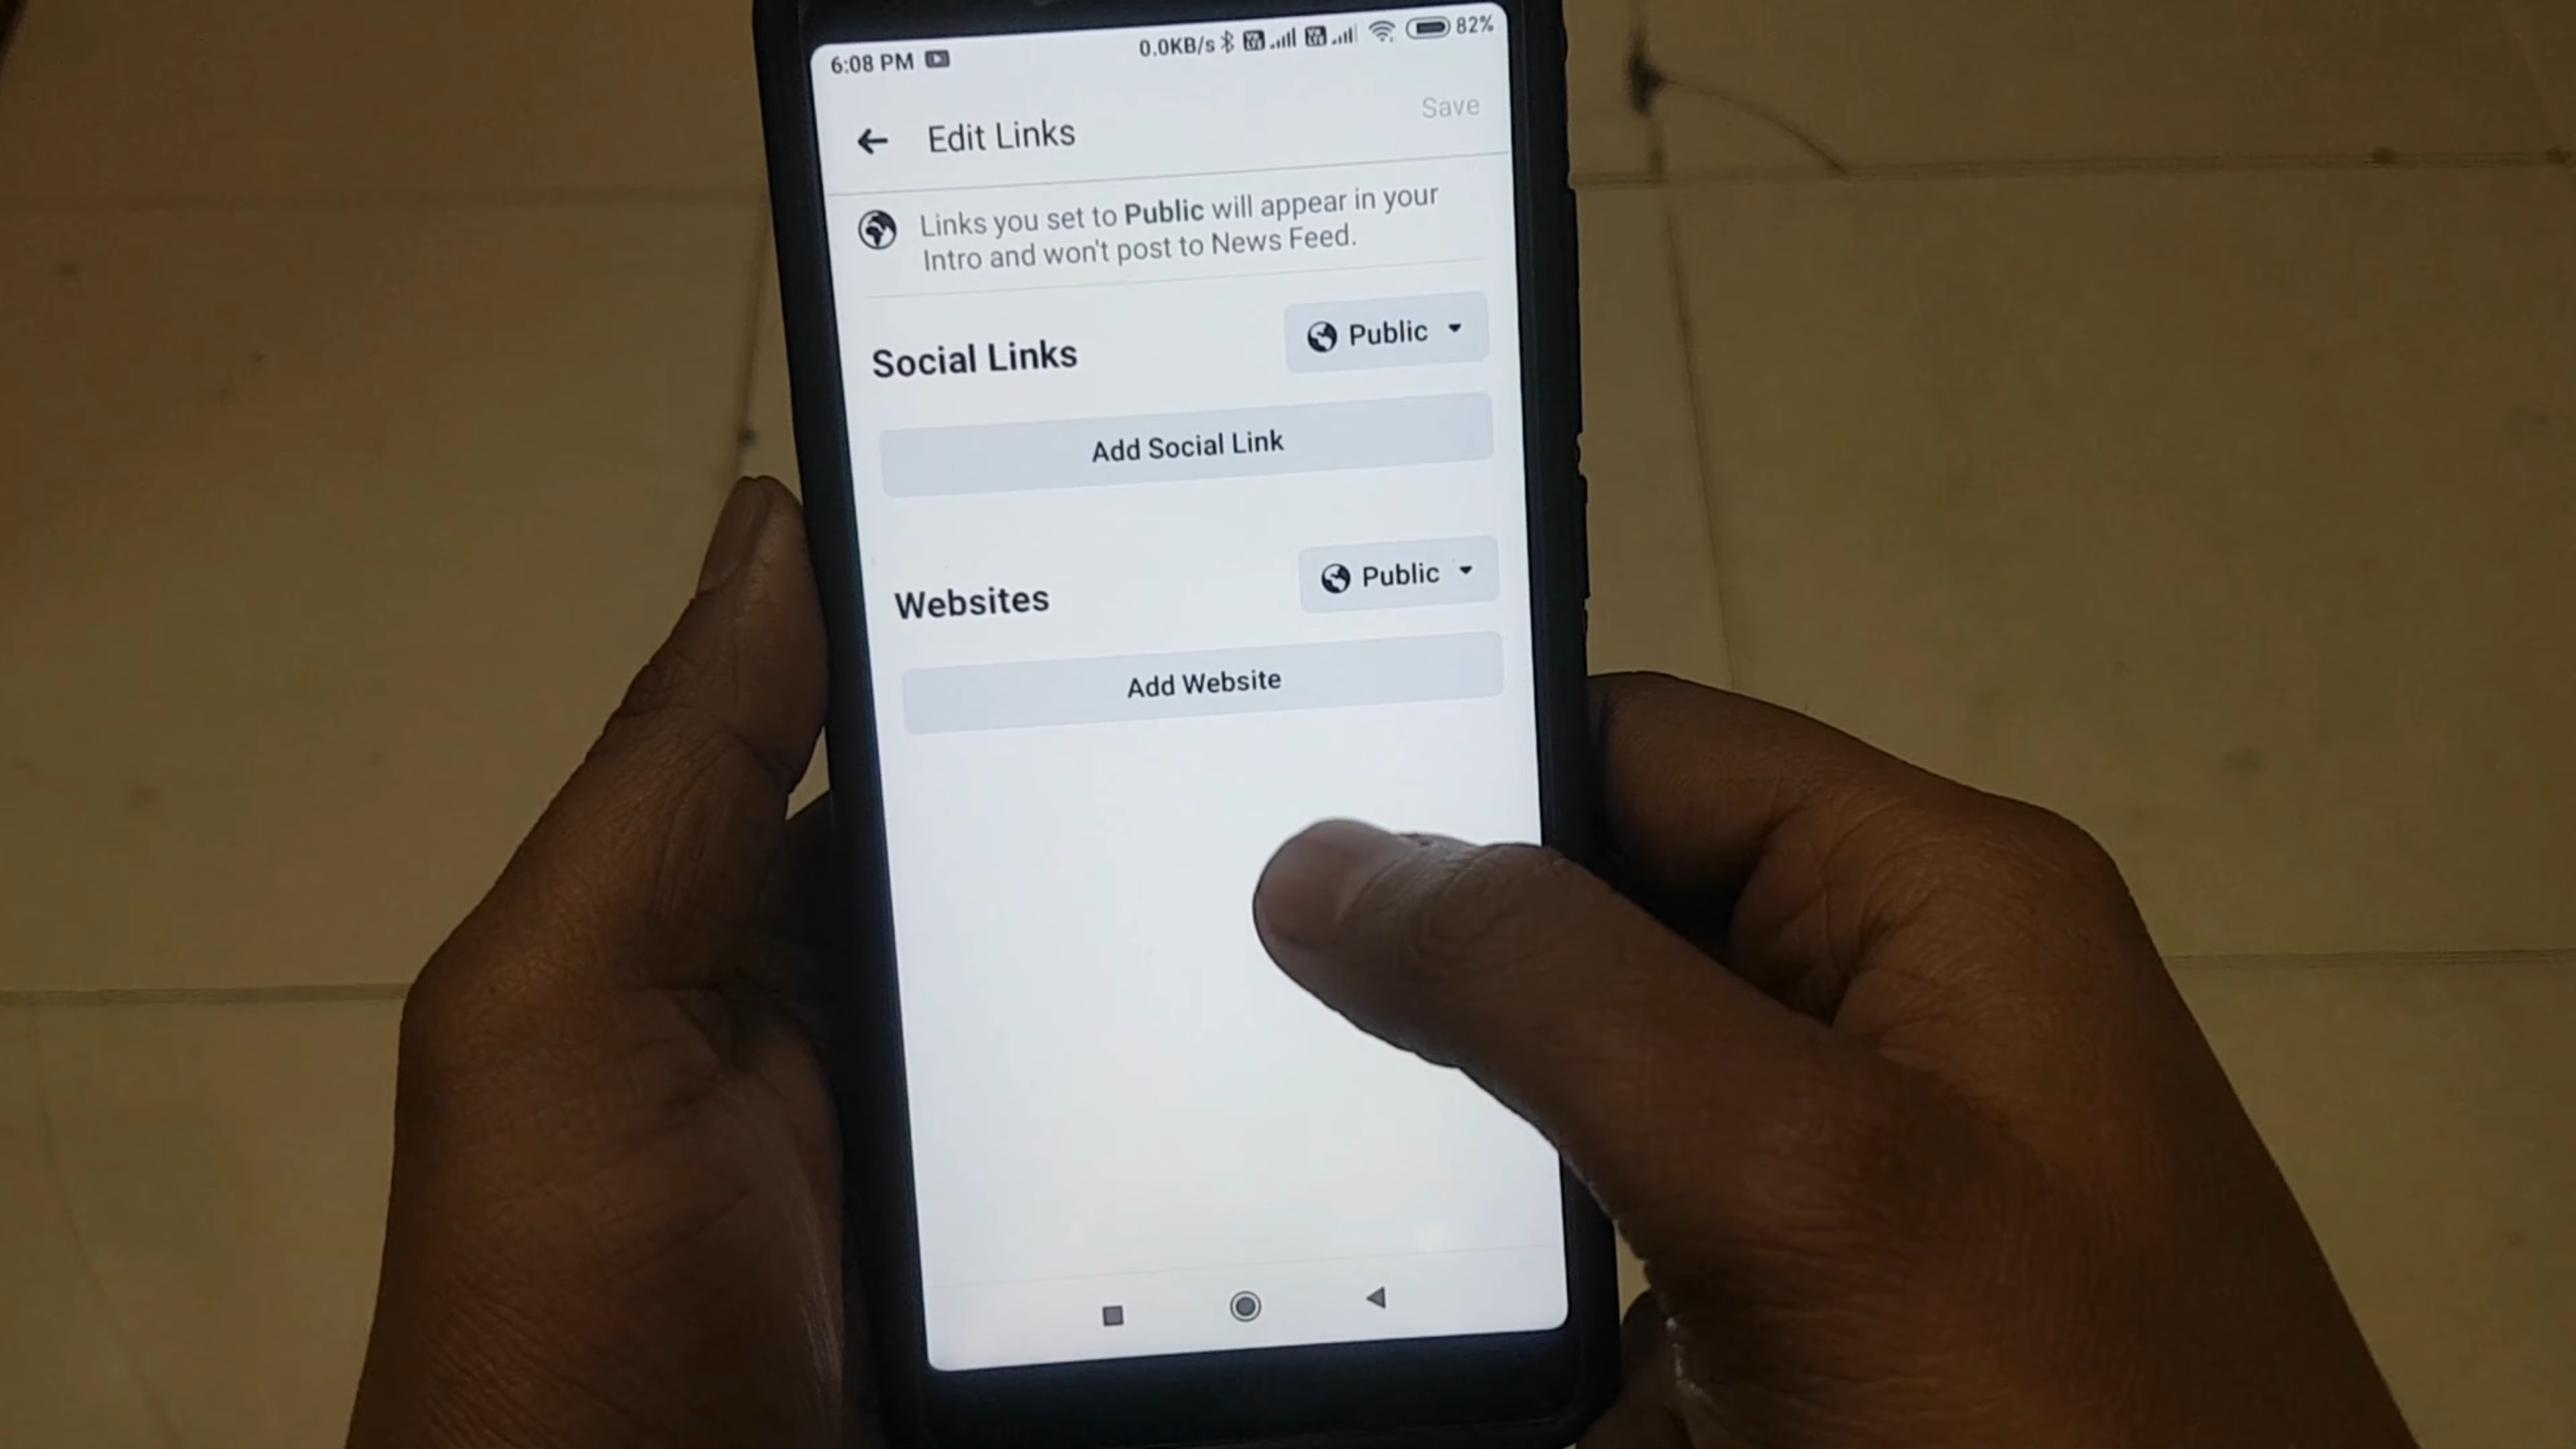 6:08 PM
0.0KB/s
82%
Edit Links
Save
Links you set to Public will appear in your
Intro and won't post to News Feed.
Social Links
Public
Add Social Link
Websites
Public
Add Website